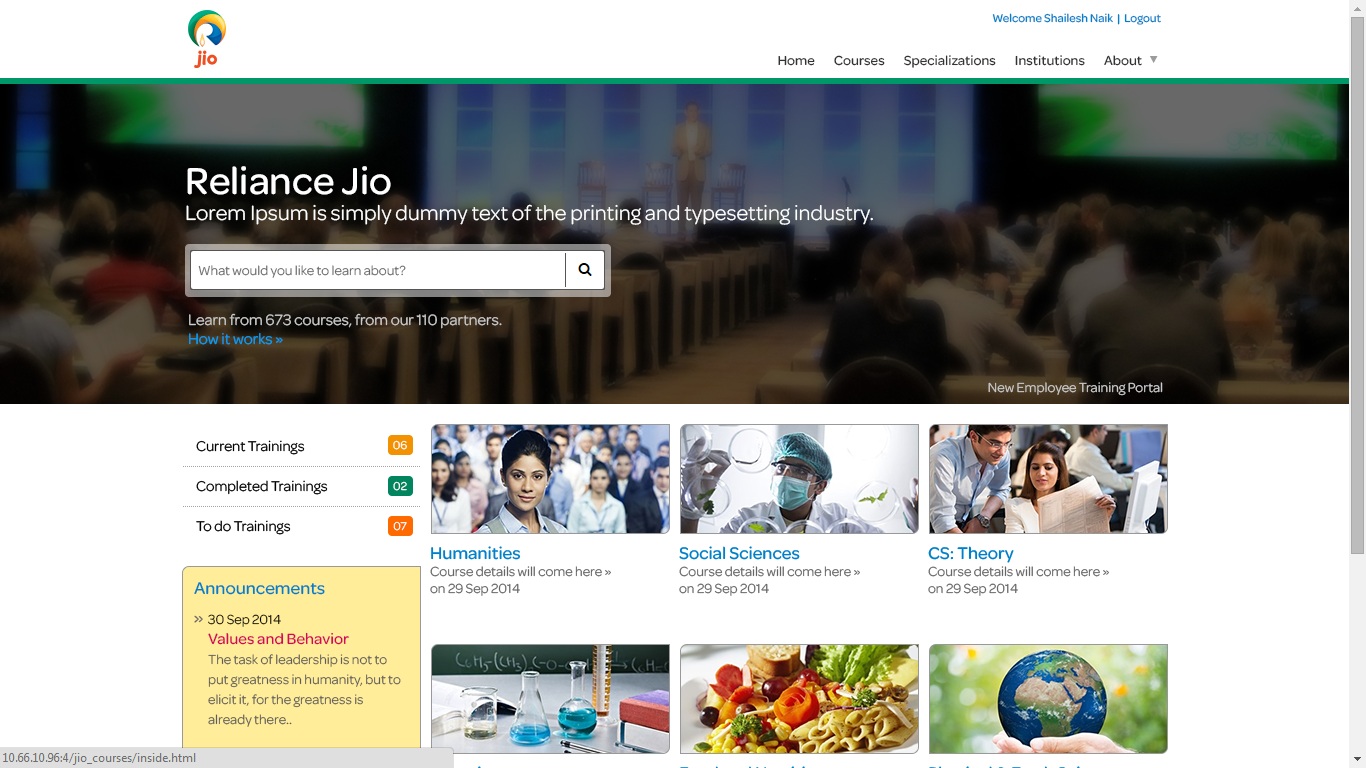 Welcome Shailesh Naik | Logout
jio
Home Courses Specializations Institutions About
Reliance Jio
Lorem Ipsum is simply dummy text of the printing and typesetting industry.
What would you like to learn about?
Learn from 673 courses, from our 110 partners.
How it works »
New Employee Training Portal
Current Trainings 06
Completed Trainings 02
To do Trainings 07
Announcements
» 30 Sep 2014
Values and Behavior
The task of leadership is not to
put greatness in humanity, but to
elicit it, for the greatness is
already there..
Humanities
Course details will come here »
on 29 Sep 2014
Social Sciences
Course details will come here »
on 29 Sep 2014
CS: Theory
Course details will come here »
on 29 Sep 2014
10.66.10.96:4/jio_courses/inside.html